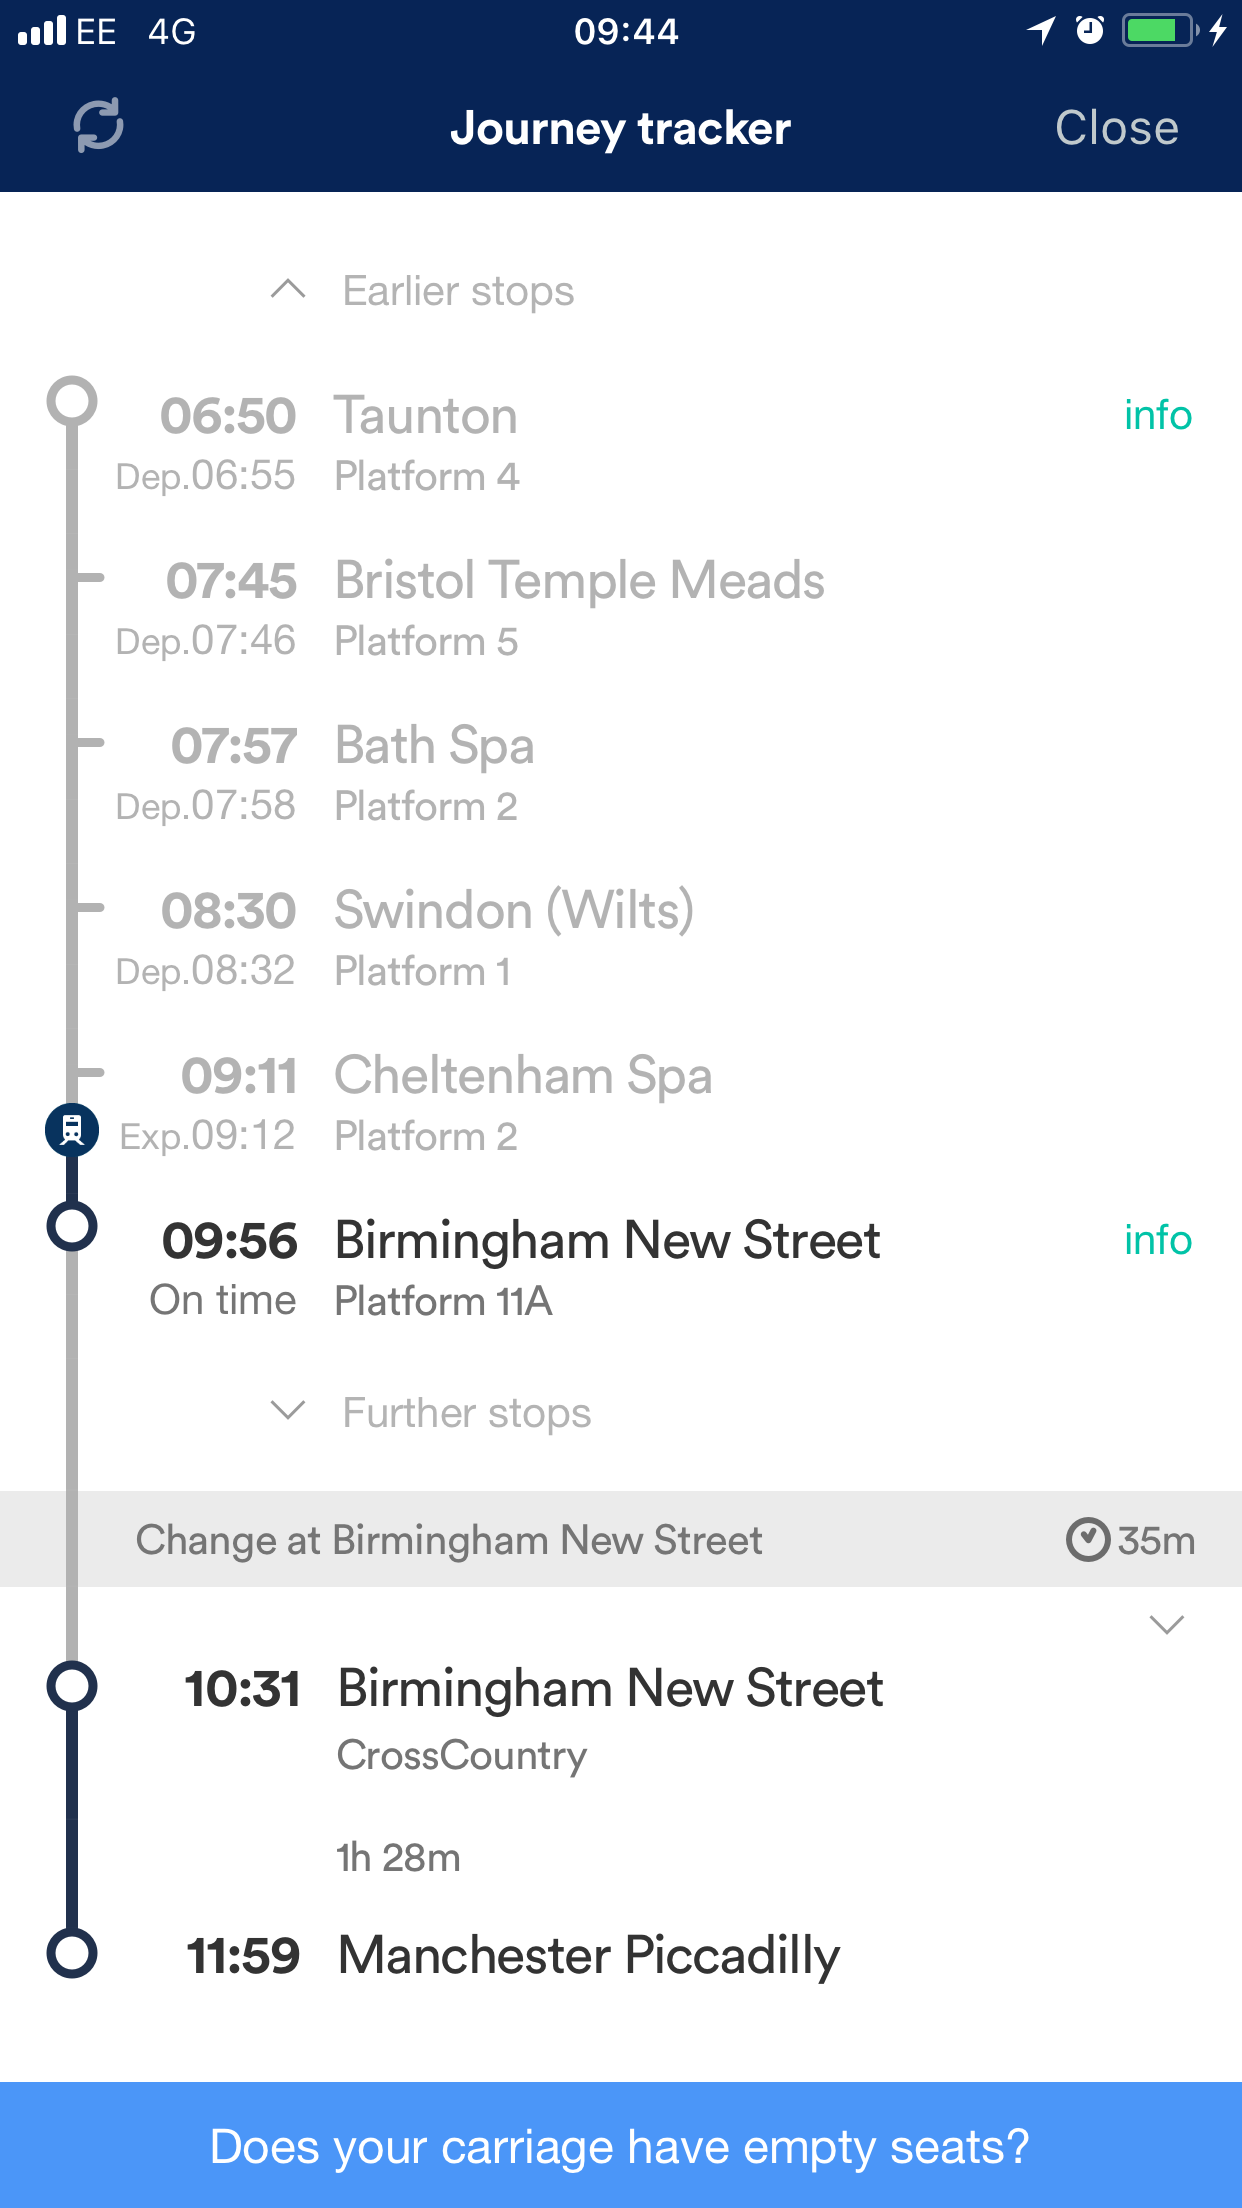 EE 4G 09:44
Journey tracker Close
Earlier stops
06:50 Taunton info
Dep.06:55 Platform 4
07:45 Bristol Temple Meads
Dep.07:46 Platform 5
07:57 Bath Spa
Dep.07:58 Platform 2
08:30 Swindon (Wilts)
Dep.08:32 Platform 1
09:11 Cheltenham Spa
Exp.09:12 Platform 2
09:56 Birmingham New Street info
On time Platform 11A
Further stops
Change at Birmingham New Street 35m
10:31 Birmingham New Street
CrossCountry
1h 28m
11:59 Manchester Piccadilly
Does your carriage have empty seats?